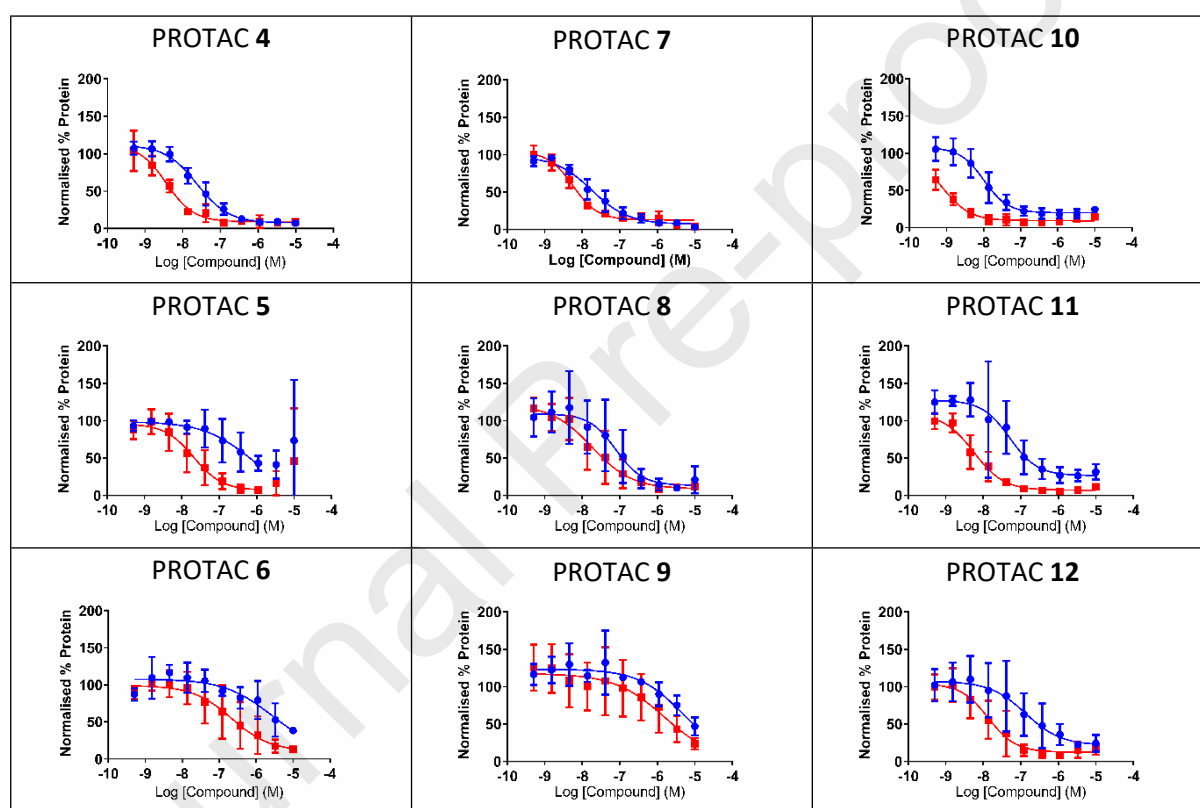 PROTAC 4
200
150
100
50
0
Normalised % Protein
-10 -9 -8 -7 -6 -5 -4
Log [Compound] (M)
PROTAC 7
200
150
100
50
0
Normalised % Protein
-10 -9 -8 -7 -6 -5 -4
Log [Compound] (M)
PROTAC 10
200
150
100
50
0
Normalised % Protein
-10 -9 -8 -7 -6 -5 -4
Log [Compound] (M)
PROTAC 5
200
150
100
50
0
Normalised % Protein
-10 -9 -8 -7 -6 -5 -4
Log [Compound] (M)
PROTAC 8
200
150
100
50
0
Normalised % Protein
-10 -9 -8 -7 -6 -5 -4
Log [Compound] (M)
PROTAC 11
200
150
100
50
0
Normalised % Protein
-10 -9 -8 -7 -6 -5 -4
Log [Compound] (M)
PROTAC 6
200
150
100
50
0
Normalised % Protein
-10 -9 -8 -7 -6 -5 -4
Log [Compound] (M)
PROTAC 9
200
150
100
50
0
Normalised % Protein
-10 -9 -8 -7 -6 -5 -4
Log [Compound] (M)
PROTAC 12
200
150
100
50
0
Normalised % Protein
-10 -9 -8 -7 -6 -5 -4
Log [Compound] (M)
urnal Pre-proo